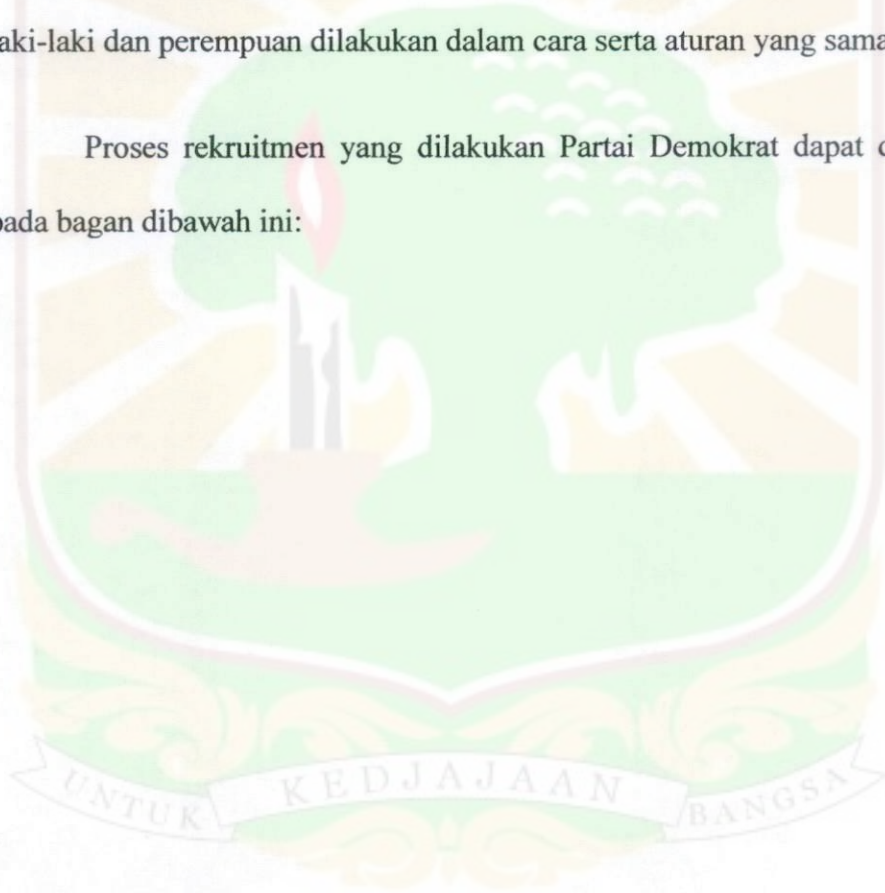 aki-laki dan perempuan dilakukan dalam cara serta aturan yang sama
Proses rekruitmen yang dilakukan Partai Demokrat dapat
pada bagan dibawah ini:
UNTUK KEDJAJAAN BANGSA